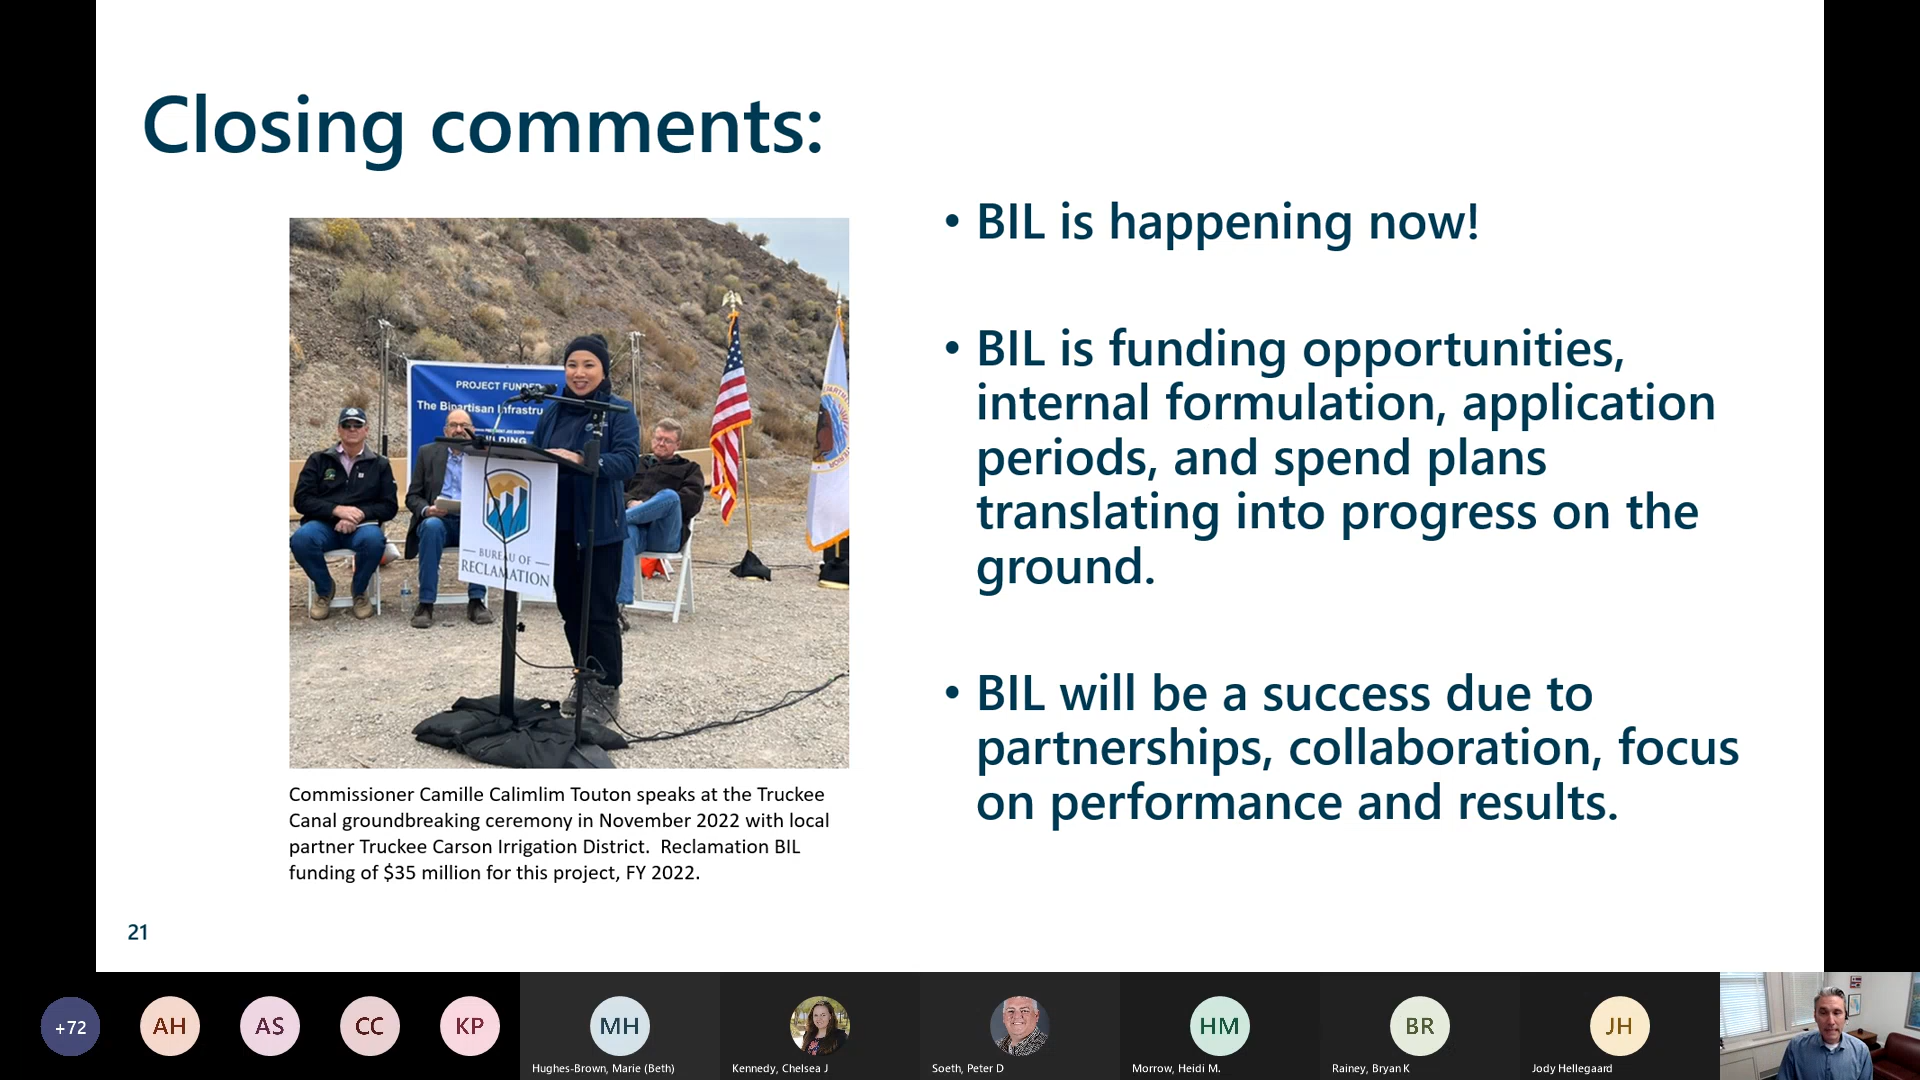 Closing comments:
PROJECT FUNDED
The Bipartisan Infrastru
BUILDING
BUREAU OF
RECLAMATION
Commissioner Camille Calimlim Touton speaks at the Truckee
Canal groundbreaking ceremony in November 2022 with local
partner Truckee Carson Irrigation District.  Reclamation BIL
funding of $35 million for this project, FY 2022.
• BIL is happening now!
• BIL is funding opportunities,
internal formulation, application
periods, and spend plans
translating into progress on the
ground.
• BIL will be a success due to
partnerships, collaboration, focus
on performance and results.
21
+72
AH
AS
CC
KP
MH
Hughes-Brown, Marie (Beth)
Kennedy, Chelsea J
Soeth, Peter D
HM
Morrow, Heidi M.
BR
Rainey, Bryan K
JH
Jody Hellegaard